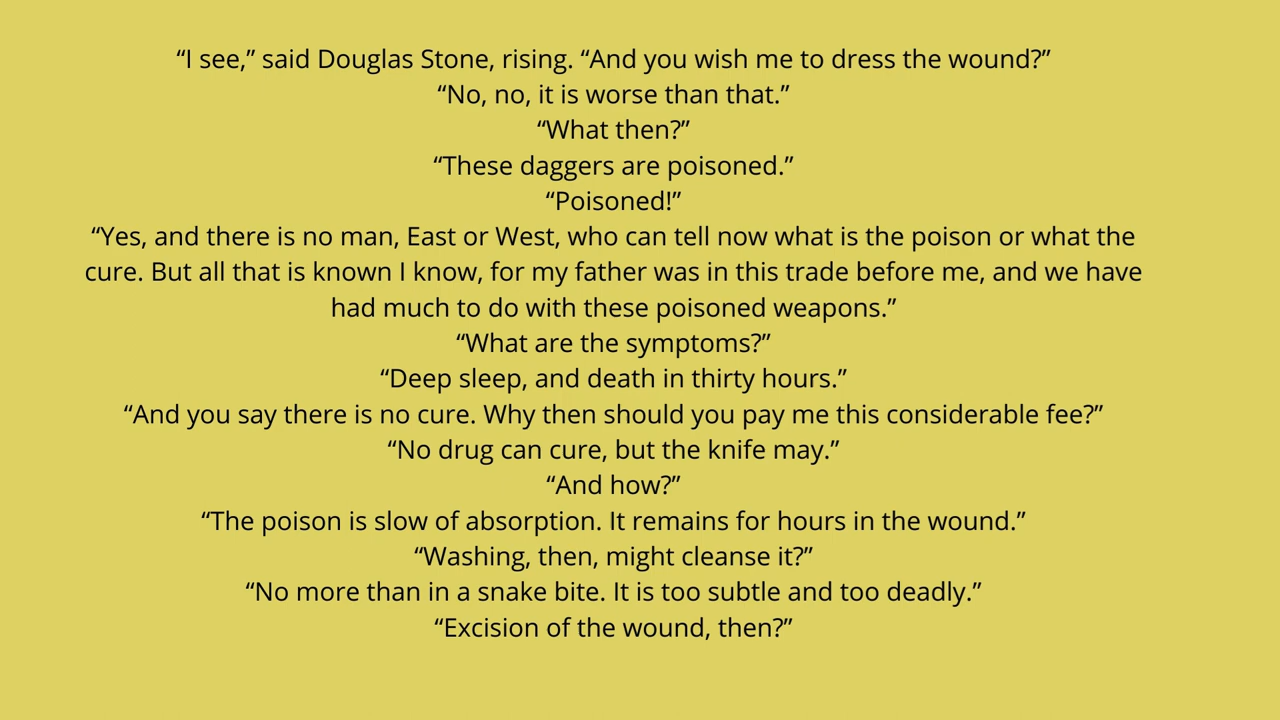 “I see,” said Douglas Stone, rising. “And you wish me to dress the wound?”
“No, no, it is worse than that.”
“What then?”
“These daggers are poisoned.”
“Poisoned!”
“Yes, and there is no man, East or West, who can tell now what is the poison or what the
cure. But all that is known I know, for my father was in this trade before me, and we have
had much to do with these poisoned weapons.”
“What are the symptoms?”
“Deep sleep, and death in thirty hours.”
“And you say there is no cure. Why then should you pay me this considerable fee?”
“No drug can cure, but the knife may.”
“And how?”
“The poison is slow of absorption. It remains for hours in the wound.”
“Washing, then, might cleanse it?”
“No more than in a snake bite. It is too subtle and too deadly.”
“Excision of the wound, then?”